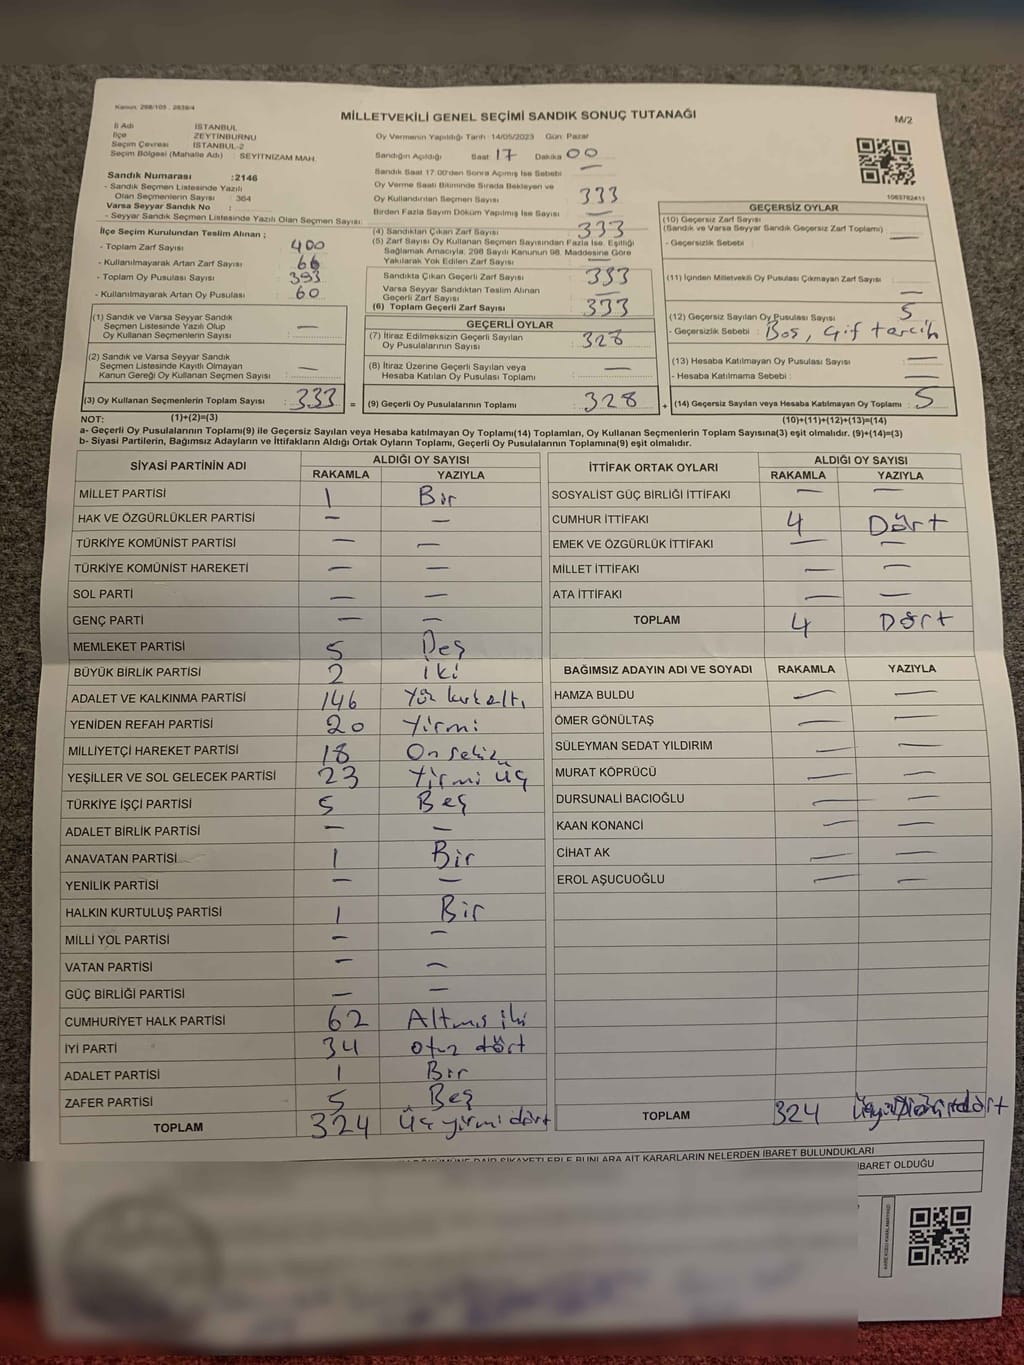 Kanun: 298/105 , 2839/4
MİLLETVEKİLİ GENEL SEÇİMİ SANDIK SONUÇ TUTANAĞI
M/2
İl Adı İSTANBUL
İlçe ZEYTİNBURNU
Seçim Çevresi İSTANBUL-2
Seçim Bölgesi (Mahalle Adı) : SEYİTNİZAM MAH.
Oy Vermenin Yapıldığı Tarih :14/05/2023 Gün: Pazar
Sandığın Açıldığı Saat 17 Dakika 00
Sandık Saat 17.00'den Sonra Açılmış İse Sebebi —
Oy Verme Saati Bitiminde Sırada Bekleyen ve
Oy Kullandırılan Seçmen Sayısı 333
Birden Fazla Sayım Döküm Yapılmış İse Sayısı —
Sandık Numarası :2146
- Sandık Seçmen Listesinde Yazılı
Olan Seçmenlerin Sayısı : 364
Varsa Seyyar Sandık No :
- Seyyar Sandık Seçmen Listesinde Yazılı Olan Seçmen Sayısı:
İlçe Seçim Kurulundan Teslim Alınan ;
- Toplam Zarf Sayısı : 400
- Kullanılmayarak Artan Zarf Sayısı : 66
- Toplam Oy Pusulası Sayısı : 393
- Kullanılmayarak Artan Oy Pusulası : 60
(4) Sandıktan Çıkan Zarf Sayısı : 333
(5) Zarf Sayısı Oy Kullanan Seçmen Sayısından Fazla İse, Eşitliği
Sağlamak Amacıyla; 298 Sayılı Kanunun 98. Maddesine Göre
Yakılarak Yok Edilen Zarf Sayısı —
Sandıkta Çıkan Geçerli Zarf Sayısı : 333
Varsa Seyyar Sandıktan Teslim Alınan
Geçerli Zarf Sayısı
(6) Toplam Geçerli Zarf Sayısı : 333
1063762411
GEÇERSİZ OYLAR
(10) Geçersiz Zarf Sayısı
(Sandık ve Varsa Seyyar Sandık Geçersiz Zarf Toplamı) :
- Geçersizlik Sebebi : —
(11) İçinden Milletvekili Oy Pusulası Çıkmayan Zarf Sayısı —
(12) Geçersiz Sayılan Oy Pusulası Sayısı : 5
- Geçersizlik Sebebi : Boş, Çift tercih
(13) Hesaba Katılmayan Oy Pusulası Sayısı —
- Hesaba Katılmama Sebebi : —
(14) Geçersiz Sayılan veya Hesaba Katılmayan Oy Toplamı : 5
(1) Sandık ve Varsa Seyyar Sandık
Seçmen Listesinde Yazılı Olup
Oy Kullanan Seçmenlerin Sayısı : —
(2) Sandık ve Varsa Seyyar Sandık
Seçmen Listesinde Kayıtlı Olmayan
Kanun Gereği Oy Kullanan Seçmen Sayısı : —
(3) Oy Kullanan Seçmenlerin Toplam Sayısı : 333 =
GEÇERLİ OYLAR
(7) İtiraz Edilmeksizin Geçerli Sayılan
Oy Pusulalarının Sayısı : 328
(8) İtiraz Üzerine Geçerli Sayılan veya
Hesaba Katılan Oy Pusulası Toplamı : —
(9) Geçerli Oy Pusulalarının Toplamı : 328 +
NOT: (1)+(2)=(3) (10)+(11)+(12)+(13)=(14)
a- Geçerli Oy Pusulalarının Toplamı(9) ile Geçersiz Sayılan veya Hesaba katılmayan Oy Toplamı(14) Toplamları, Oy Kullanan Seçmenlerin Toplam Sayısına(3) eşit olmalıdır. (9)+(14)=(3)
b- Siyasi Partilerin, Bağımsız Adayların ve İttifakların Aldığı Ortak Oyların Toplamı, Geçerli Oy Pusulalarının Toplamına(9) eşit olmalıdır.
SİYASİ PARTİNİN ADI ALDIĞI OY SAYISI
RAKAMLA YAZIYLA
MİLLET PARTİSİ 1 Bir
HAK VE ÖZGÜRLÜKLER PARTİSİ — —
TÜRKİYE KOMÜNİST PARTİSİ — —
TÜRKİYE KOMÜNİST HAREKETİ — —
SOL PARTİ — —
GENÇ PARTİ — —
MEMLEKET PARTİSİ 5 Beş
BÜYÜK BİRLİK PARTİSİ 2 İki
ADALET VE KALKINMA PARTİSİ 146 Yüz kırkaltı
YENİDEN REFAH PARTİSİ 20 Yirmi
MİLLİYETÇİ HAREKET PARTİSİ 18 On sekiz
YEŞİLLER VE SOL GELECEK PARTİSİ 23 Yirmi üç
TÜRKİYE İŞÇİ PARTİSİ 5 Beş
ADALET BİRLİK PARTİSİ — —
ANAVATAN PARTİSİ 1 Bir
YENİLİK PARTİSİ — —
HALKIN KURTULUŞ PARTİSİ 1 Bir
MİLLİ YOL PARTİSİ — —
VATAN PARTİSİ — —
GÜÇ BİRLİĞİ PARTİSİ — —
CUMHURİYET HALK PARTİSİ 62 Altmış iki
İYİ PARTİ 34 otuz dört
ADALET PARTİSİ 1 Bir
ZAFER PARTİSİ 5 Beş
TOPLAM 324 Üç yirmi dört
İTTİFAK ORTAK OYLARI ALDIĞI OY SAYISI
RAKAMLA YAZIYLA
SOSYALİST GÜÇ BİRLİĞİ İTTİFAKI — —
CUMHUR İTTİFAKI 4 Dört
EMEK VE ÖZGÜRLÜK İTTİFAKI — —
MİLLET İTTİFAKI — —
ATA İTTİFAKI — —
TOPLAM 4 Dört
BAĞIMSIZ ADAYIN ADI VE SOYADI RAKAMLA YAZIYLA
HAMZA BULDU — —
ÖMER GÖNÜLTAŞ — —
SÜLEYMAN SEDAT YILDIRIM — —
MURAT KÖPRÜCÜ — —
DURSUNALİ BACIOĞLU — —
KAAN KONANCİ — —
CİHAT AK — —
EROL AŞUCUOĞLU — —
TOPLAM 324
DAİR ŞİKAYETLERLE BUNLARA AİT KARARLARIN NELERDEN İBARET BULUNDUKLARI
İBARET OLDUĞU